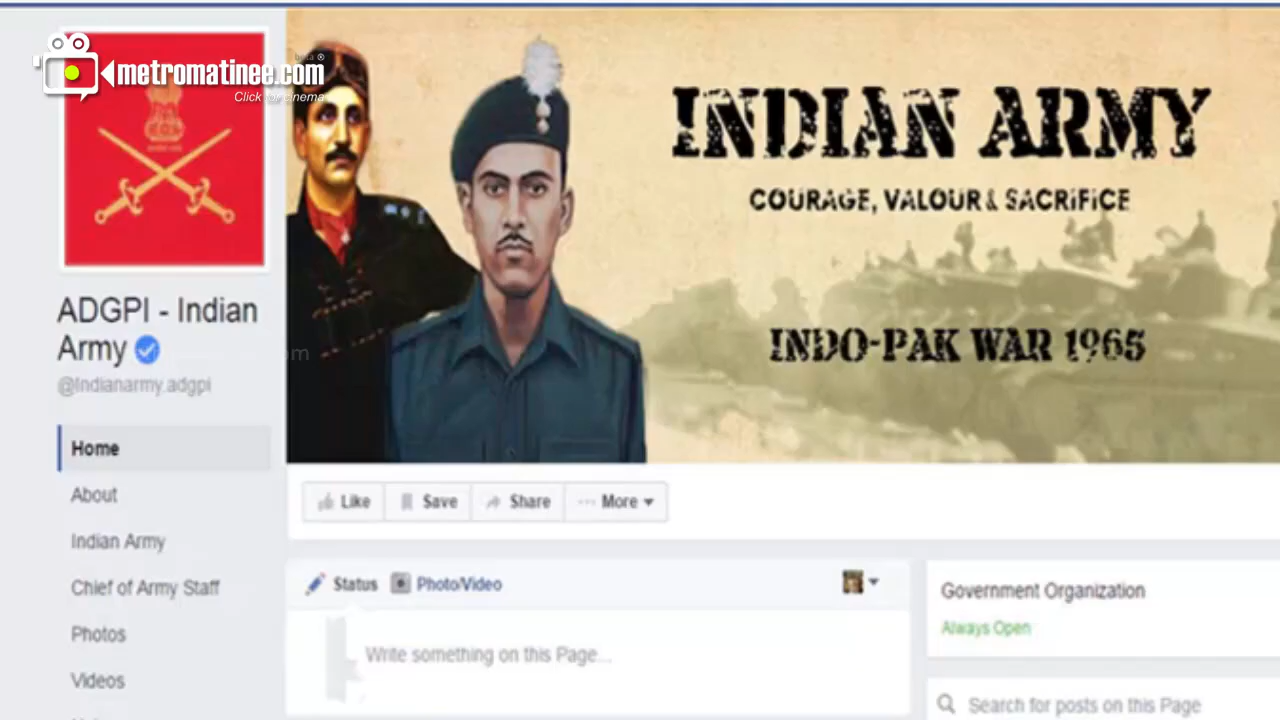 metromatinee.com
Click for cinema
INDIAN ARMY
COURAGE, VALOUR & SACRIFICE
INDO-PAK WAR 1965
ADGPI - Indian
Army
@Indianarmy.adgpi
Home
About
Indian Army
Chief of Army Staff
Photos
Videos
Like Save Share More
Status Photo/Video
Write something on this Page...
Government Organization
Always Open
Search for posts on this Page